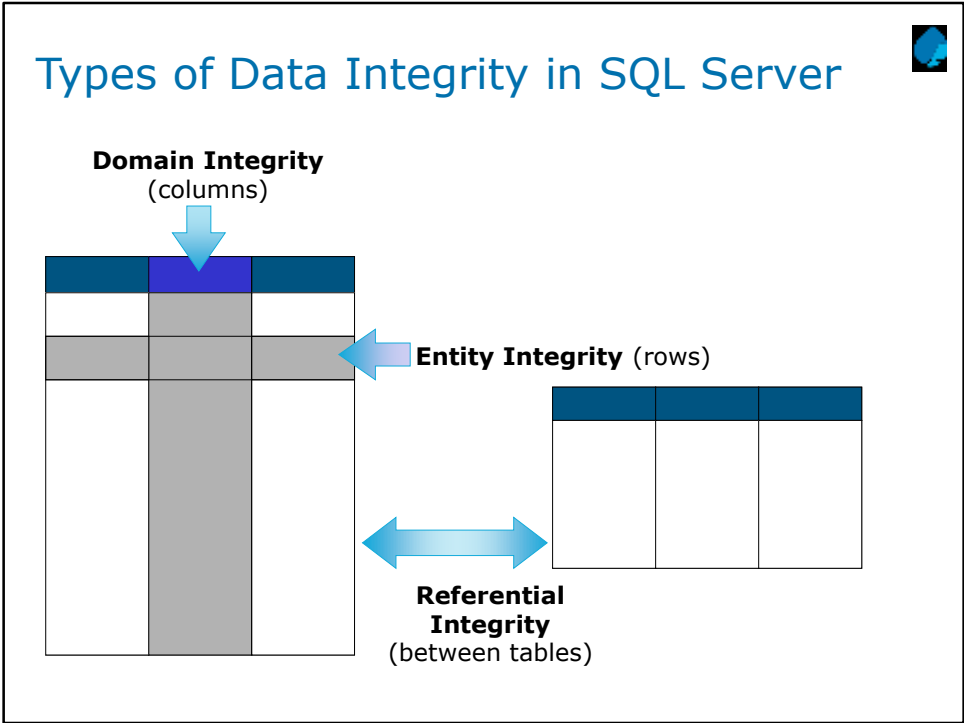 Types of Data Integrity in SQL Server
Domain Integrity
(columns)
Entity Integrity (rows)
Referential
Integrity
(between tables)